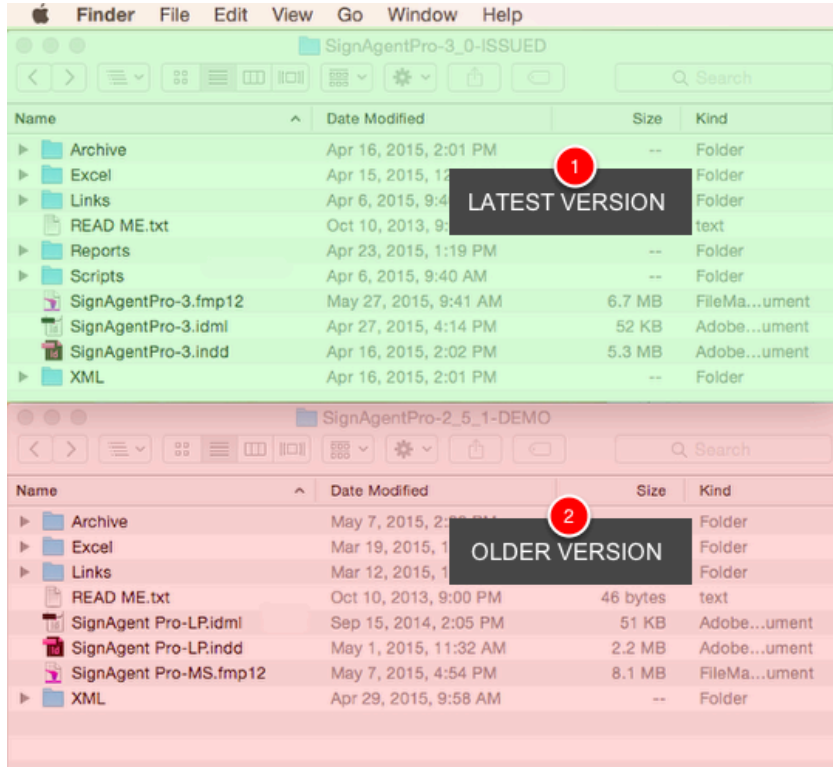 Finder File Edit View Go Window Help
SignAgentPro-3_0-ISSUED
Search
Name Date Modified Size Kind
Archive Apr 16, 2015, 2:01 PM -- Folder
1
Excel Apr 15, 2015, 12 Folder
Links Apr 6, 2015, 9:4 LATEST VERSION Folder
READ ME.txt Oct 10, 2013, 9: text
Reports Apr 23, 2015, 1:19 PM -- Folder
Scripts Apr 6, 2015, 9:40 AM -- Folder
SignAgentPro-3.fmp12 May 27, 2015, 9:41 AM 6.7 MB FileMa...ument
SignAgentPro-3.idml Apr 27, 2015, 4:14 PM 52 KB Adobe...ument
SignAgentPro-3.indd Apr 16, 2015, 2:02 PM 5.3 MB Adobe...ument
XML Apr 16, 2015, 2:01 PM -- Folder
SignAgentPro-2_5_1-DEMO
Search
Name Date Modified Size Kind
2
Archive May 7, 2015, 2: PM Folder
Excel Mar 19, 2015, 1 OLDER VERSION Folder
Links Mar 12, 2015, 1 Folder
READ ME.txt Oct 10, 2013, 9:00 PM 46 bytes text
SignAgent Pro-LP.idml Sep 15, 2014, 2:05 PM 51 KB Adobe...ument
SignAgent Pro-LP.indd May 1, 2015, 11:32 AM 2.2 MB Adobe...ument
SignAgent Pro-MS.fmp12 May 7, 2015, 4:54 PM 8.1 MB FileMa...ument
XML Apr 29, 2015, 9:58 AM -- Folder